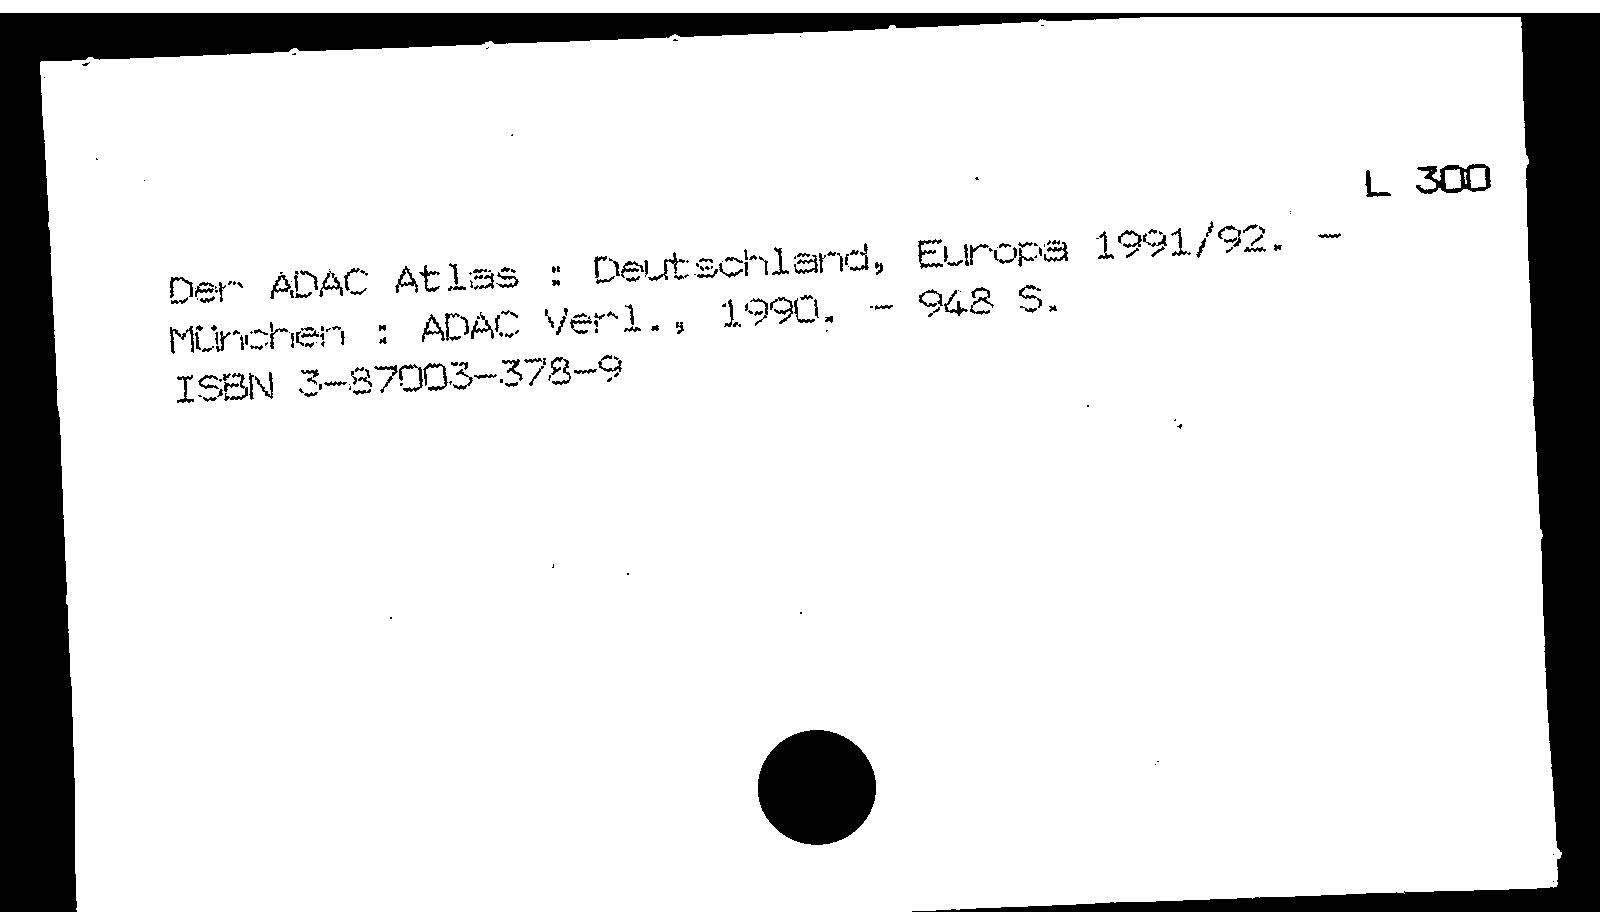 L 300
Der ADAC Atlas : Deutschland, Europa 1991/92. -
München : ADAC Verl., 1990. - 948 S.
ISBN 3-87003-378-9